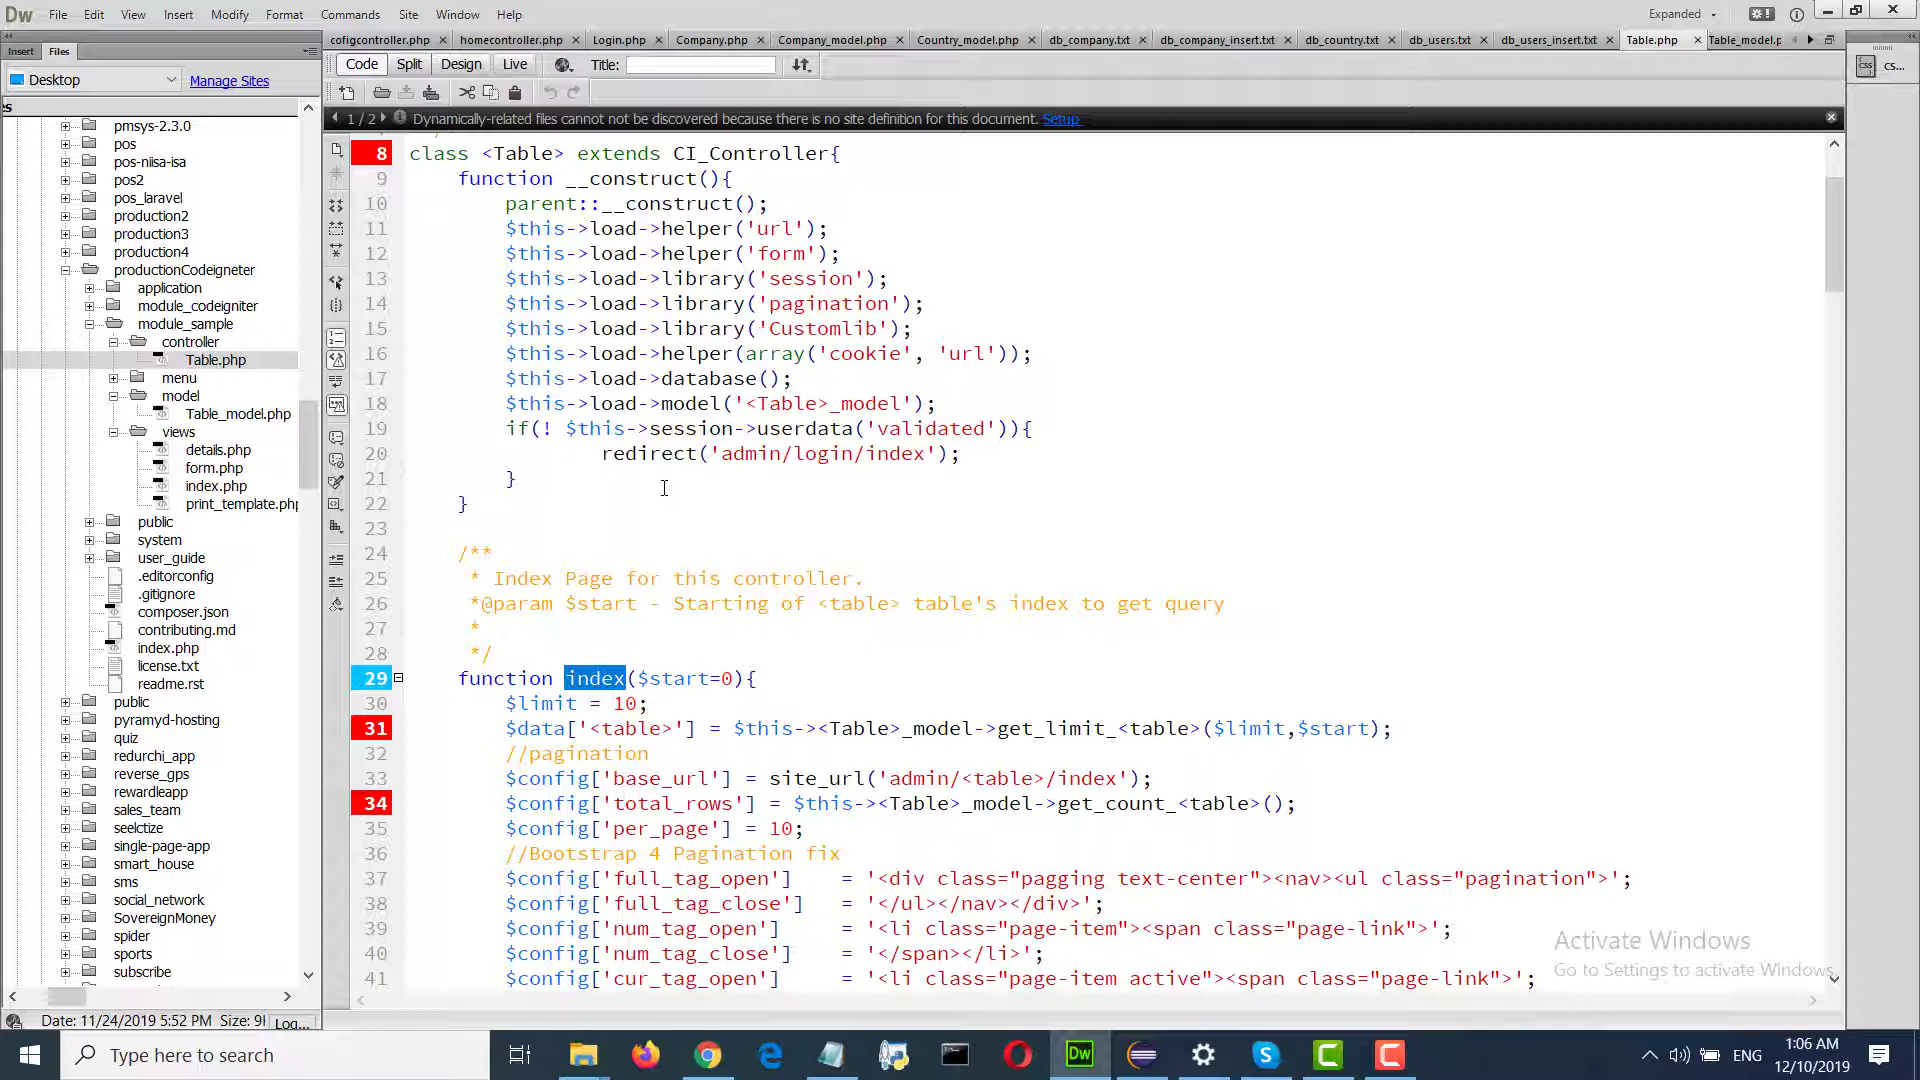 Dw File Edit View Insert Modify Format Commands Site Window Help Expanded
Insert Files
cofigcontroller.php homecontroller.php Login.php Company.php Company_model.php Country_model.php db_company.txt db_company_insert.txt db_country.txt db_users.txt db_users_insert.txt Table.php Table_model.p
Code Split Design Live Title:
Desktop Manage Sites
CSS cs...
es
1 / 2 Dynamically-related files cannot not be discovered because there is no site definition for this document. Setup
pmsys-2.3.0
pos
pos-niisa-isa
pos2
pos_laravel
production2
production3
production4
productionCodeigneter
application
module_codeigniter
module_sample
controller
Table.php
menu
model
Table_model.php
views
details.php
form.php
index.php
print_template.php
public
system
user_guide
.editorconfig
.gitignore
composer.json
contributing.md
index.php
license.txt
readme.rst
public
pyramyd-hosting
quiz
redurchi_app
reverse_gps
rewardleapp
sales_team
seelctize
single-page-app
smart_house
sms
social_network
SovereignMoney
spider
sports
subscribe
Date: 11/24/2019 5:52 PM Size: 9l Log...
8 class <Table> extends CI_Controller{
9 function __construct(){
10 parent::__construct();
11 $this->load->helper('url');
12 $this->load->helper('form');
13 $this->load->library('session');
14 $this->load->library('pagination');
15 $this->load->library('Customlib');
16 $this->load->helper(array('cookie', 'url'));
17 $this->load->database();
18 $this->load->model('<Table>_model');
19 if(! $this->session->userdata('validated')){
20 redirect('admin/login/index');
21 }
22 }
23
24 /**
25 * Index Page for this controller.
26 *@param $start - Starting of <table> table's index to get query
27 *
28 */
29 function index($start=0){
30 $limit = 10;
31 $data['<table>'] = $this-><Table>_model->get_limit_<table>($limit,$start);
32 //pagination
33 $config['base_url'] = site_url('admin/<table>/index');
34 $config['total_rows'] = $this-><Table>_model->get_count_<table>();
35 $config['per_page'] = 10;
36 //Bootstrap 4 Pagination fix
37 $config['full_tag_open'] = '<div class="pagging text-center"><nav><ul class="pagination">';
38 $config['full_tag_close'] = '</ul></nav></div>';
39 $config['num_tag_open'] = '<li class="page-item"><span class="page-link">';
40 $config['num_tag_close'] = '</span></li>';
41 $config['cur_tag_open'] = '<li class="page-item active"><span class="page-link">';
Activate Windows
Go to Settings to activate Windows.
Type here to search
Dw
ENG
1:06 AM
12/10/2019